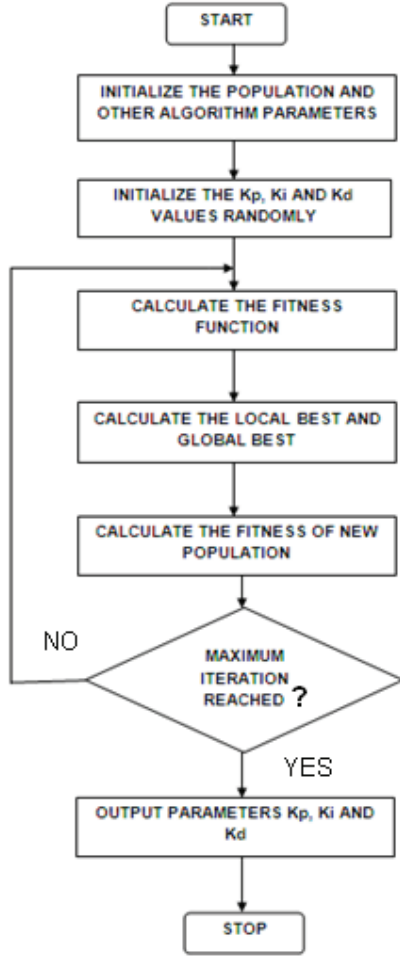 START
INITIALIZE THE POPULATION AND
OTHER ALGORITHM PARAMETERS
INITIALIZE THE Kp, Ki and Kd
VALUES RANDOMLY
CALCULATE THE FITNESS
FUNCTION
CALCULATE THE LOCAL BEST AND
GLOBAL BEST
CALCULATE THE FITNESS OF NEW
POPULATION
NO
MAXIMUM
ITERATION
REACHED ?
YES
OUTPUT PARAMETERS Kp, Ki AND
Kd
STOP